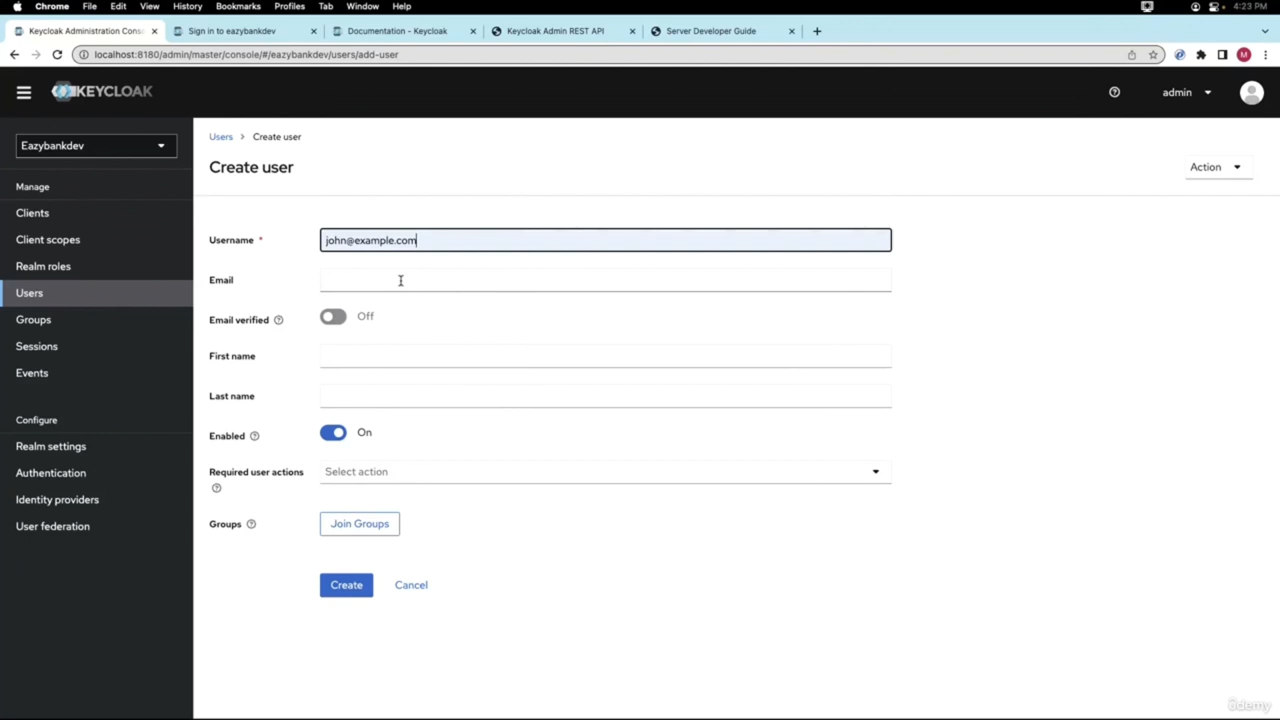 Chrome File Edit View History Bookmarks Profiles Tab Window Help 4:23 PM
Keycloak Administration Conso Sign in to eazybankdev Documentation - Keycloak Keycloak Admin REST API Server Developer Guide
localhost:8180/admin/master/console/#/eazybankdev/users/add-user M
KEYCLOAK admin
Eazybankdev
Manage
Clients
Client scopes
Realm roles
Users
Groups
Sessions
Events
Configure
Realm settings
Authentication
Identity providers
User federation
Users > Create user
Create user
Action
Username *
john@example.com
Email
Email verified
Off
First name
Last name
Enabled
On
Required user actions
Select action
Groups
Join Groups
Create Cancel
ûdemy